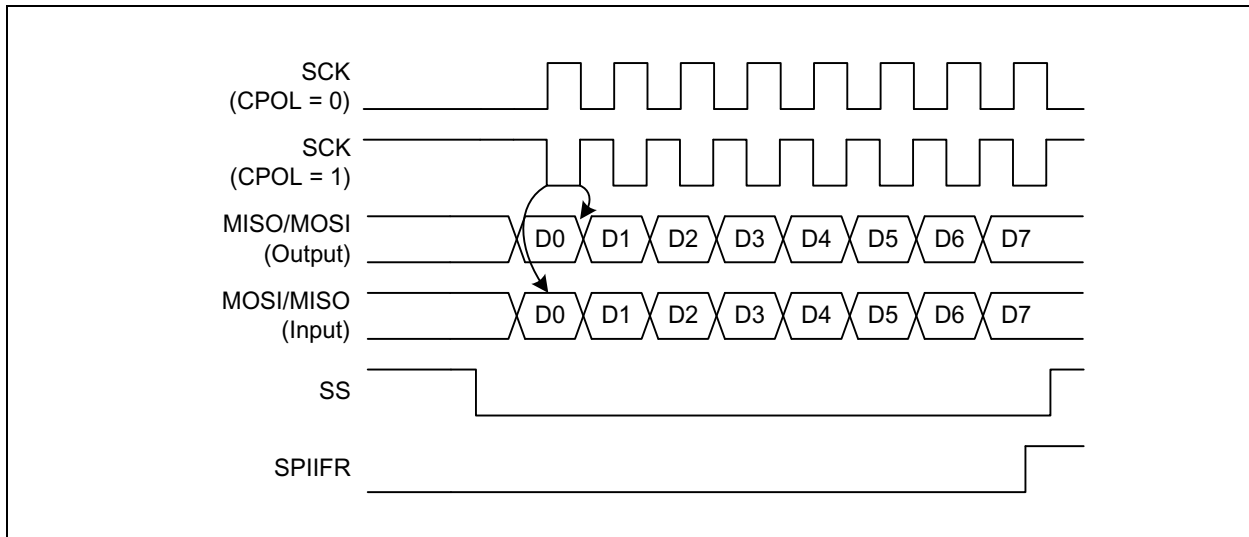 SCK
(CPOL = 0)
SCK
(CPOL = 1)
MISO/MOSI
(Output)
D0 D1 D2 D3 D4 D5 D6 D7
MOSI/MISO
(Input)
D0 D1 D2 D3 D4 D5 D6 D7
SS
SPIIFR